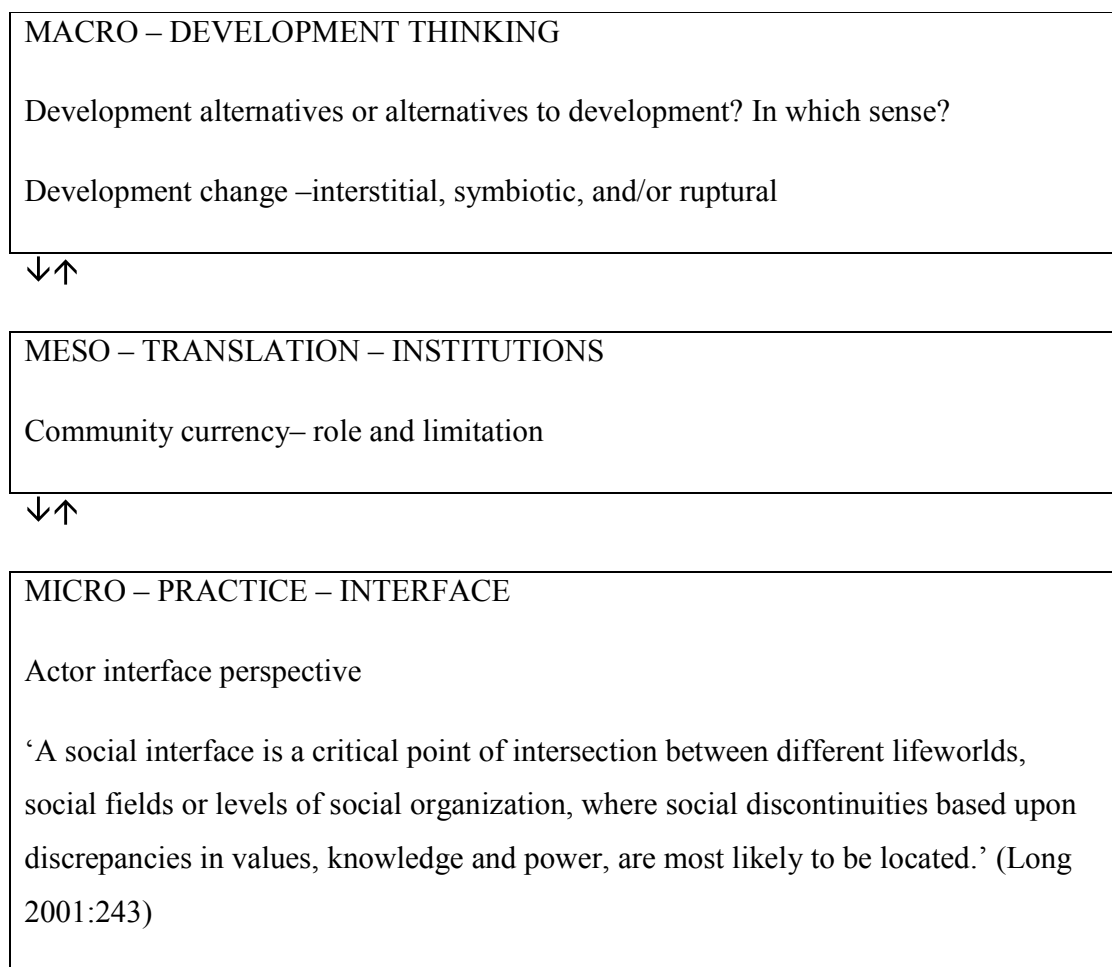 MACRO – DEVELOPMENT THINKING
Development alternatives or alternatives to development? In which sense?
Development change –interstitial, symbiotic, and/or ruptural
↓↑
MESO – TRANSLATION – INSTITUTIONS
Community currency– role and limitation
↓↑
MICRO – PRACTICE – INTERFACE
Actor interface perspective
‘A social interface is a critical point of intersection between different lifeworlds,
social fields or levels of social organization, where social discontinuities based upon
discrepancies in values, knowledge and power, are most likely to be located.’ (Long
2001:243)